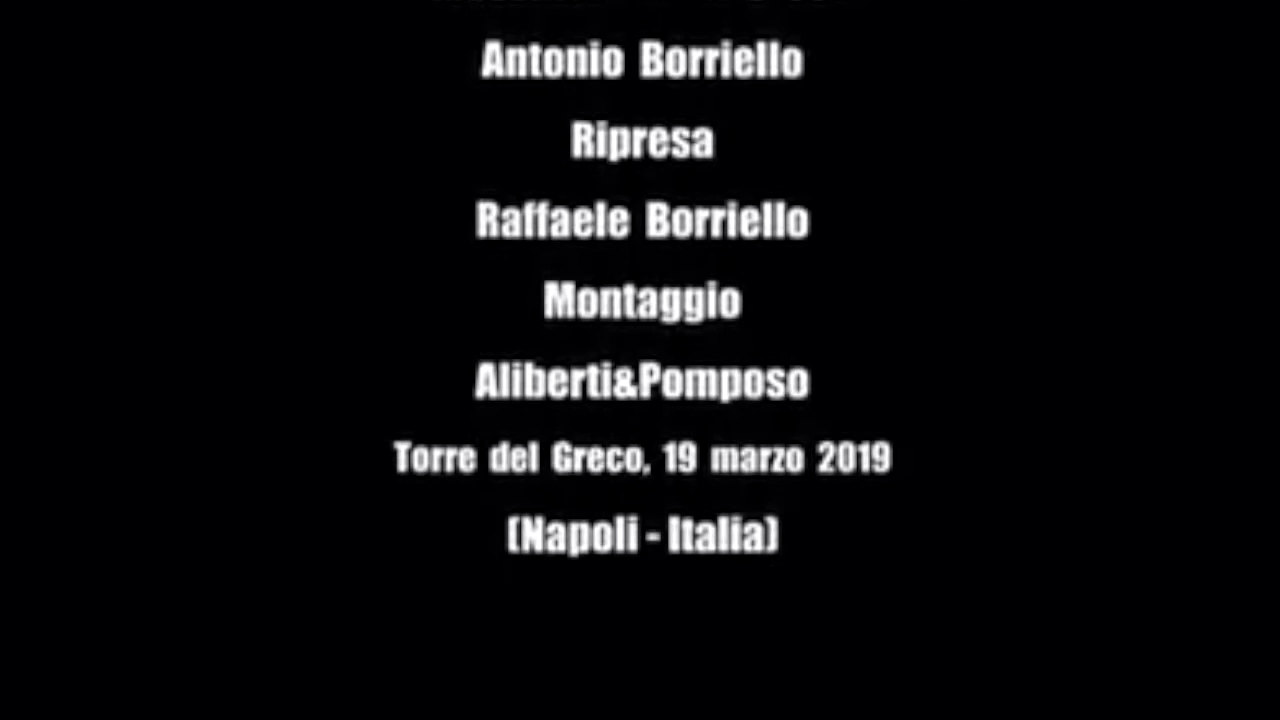 Antonio Borriello
Ripresa
Raffaele Borriello
Montaggio
Aliberti&Pomposo
Torre del Greco, 19 marzo 2019
(Napoli - Italia)